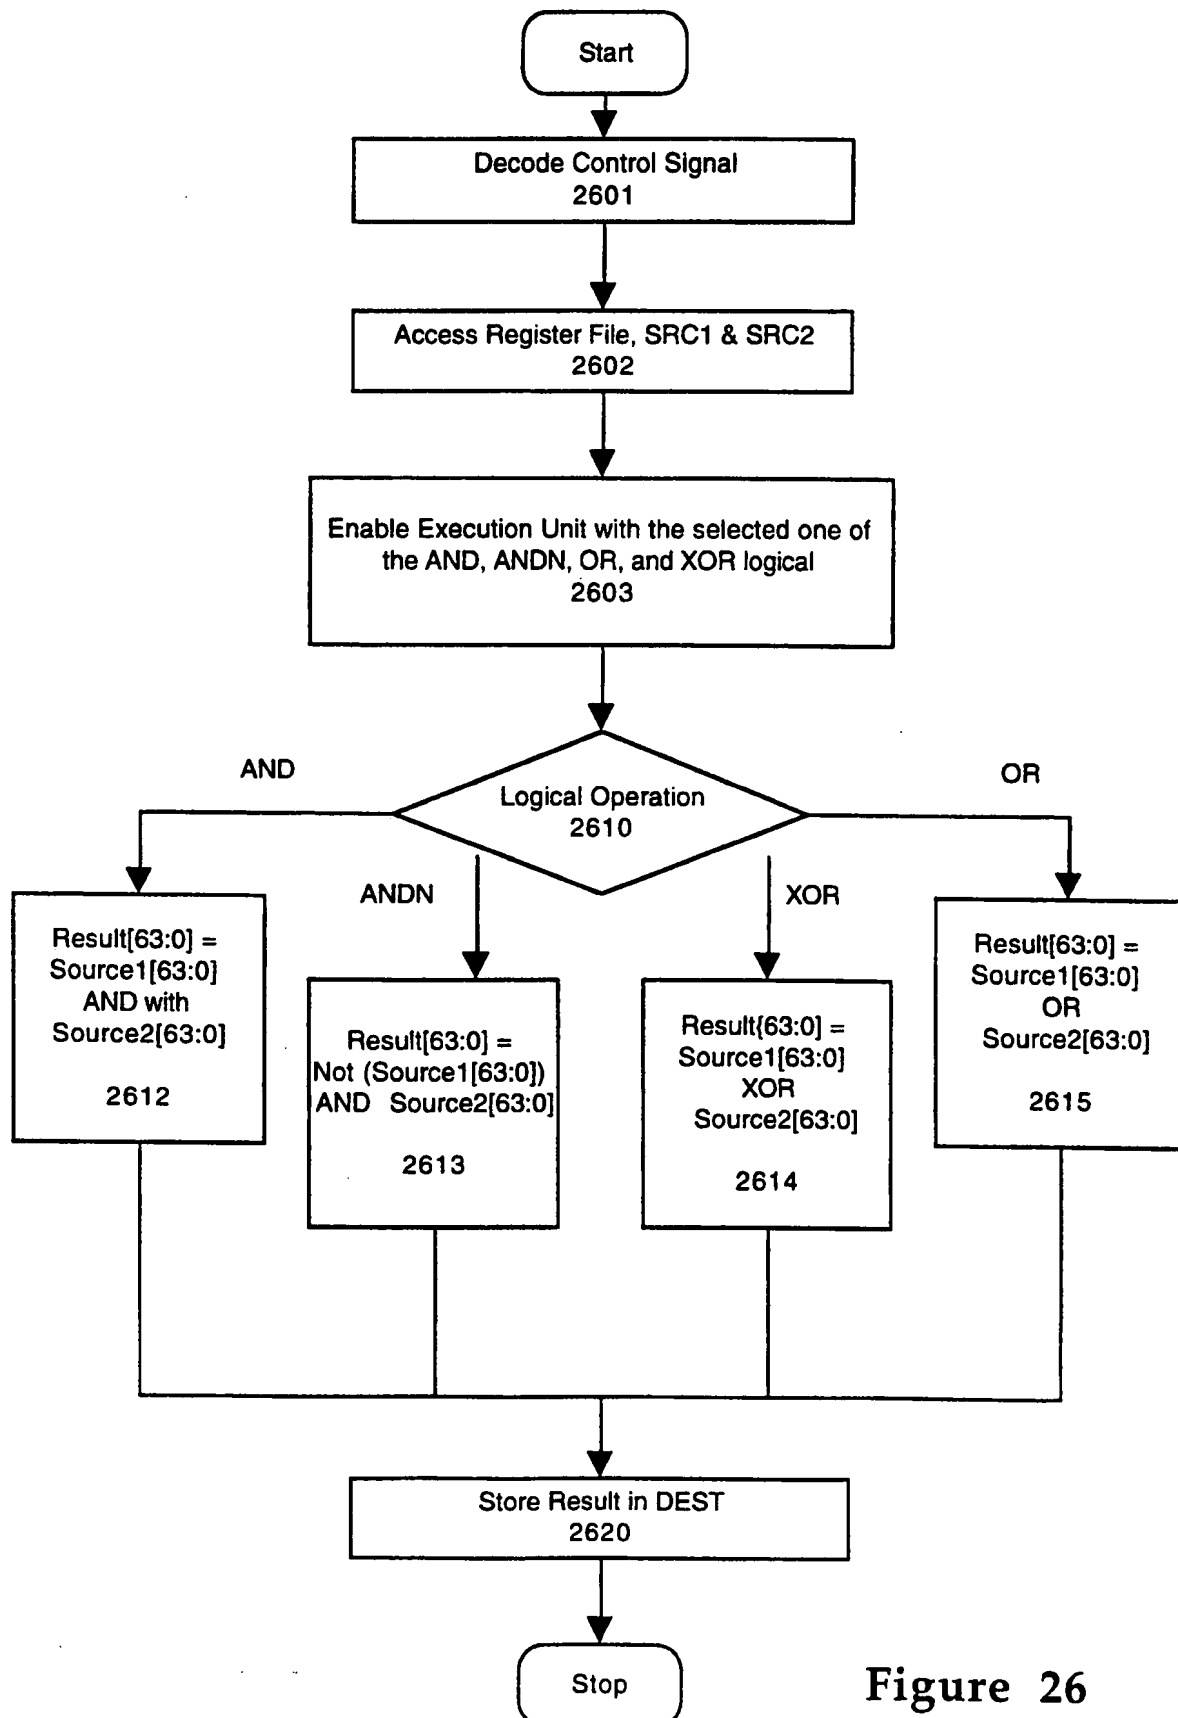 Start
Decode Control Signal
2601
Access Register File, SRC1 & SRC2
2602
Enable Execution Unit with the selected one of
the AND, ANDN, OR, and XOR logical
2603
Logical Operation
2610
AND
ANDN
XOR
OR
Result[63:0] =
Source1[63:0]
AND with
Source2[63:0]
2612
Result[63:0] =
Not (Source1[63:0])
AND Source2[63:0]
2613
Result{63:0] =
Source1[63:0]
XOR
Source2[63:0]
2614
Result[63:0] =
Source1[63:0]
OR
Source2[63:0]
2615
Store Result in DEST
2620
Stop
Figure 26